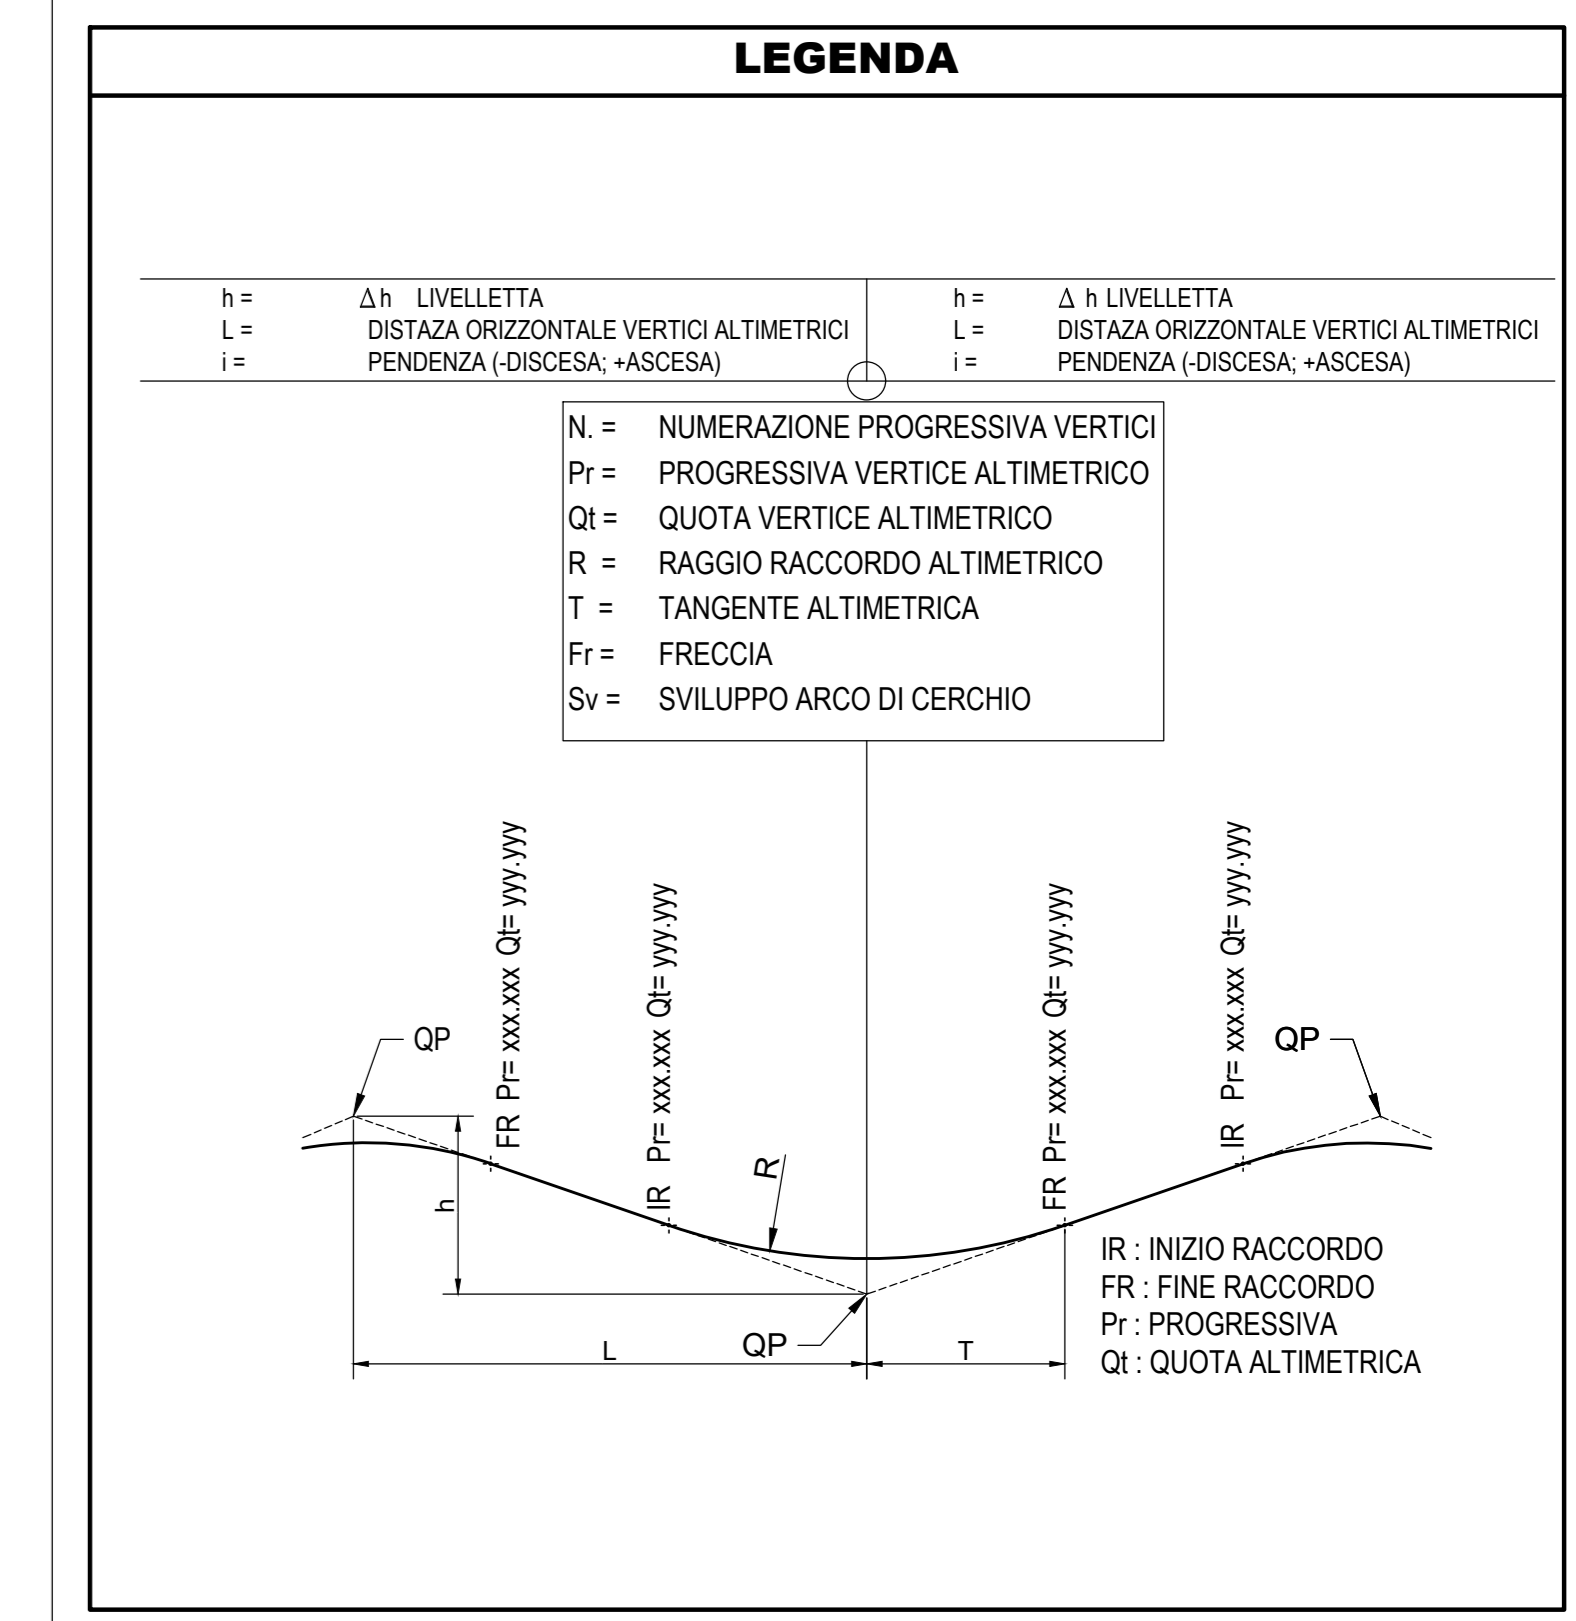 LEGENDA
h = Δ h LIVELLETTA
L = DISTAZA ORIZZONTALE VERTICI ALTIMETRICI
i = PENDENZA (-DISCESA; +ASCESA)
h = Δ h LIVELLETTA
L = DISTAZA ORIZZONTALE VERTICI ALTIMETRICI
i = PENDENZA (-DISCESA; +ASCESA)
N. = NUMERAZIONE PROGRESSIVA VERTICI
Pr = PROGRESSIVA VERTICE ALTIMETRICO
Qt = QUOTA VERTICE ALTIMETRICO
R = RAGGIO RACCORDO ALTIMETRICO
T = TANGENTE ALTIMETRICA
Fr = FRECCIA
Sv = SVILUPPO ARCO DI CERCHIO
QP
FR Pr= xxx.xxx Qt= yyy.yyy
IR Pr= xxx.xxx Qt= yyy.yyy
FR Pr= xxx.xxx Qt= yyy.yyy
IR Pr= xxx.xxx Qt= yyy.yyy
QP
h
R
L
QP
T
IR : INIZIO RACCORDO
FR : FINE RACCORDO
Pr : PROGRESSIVA
Qt : QUOTA ALTIMETRICA